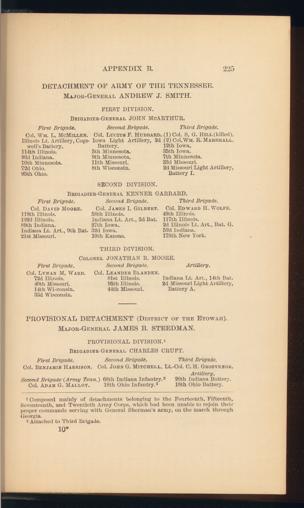 APPENDIX B. 225
DETACHMENT OF ARMY OF THE TENNESSEE.
MAJOR-GENERAL ANDREW J. SMITH.
FIRST DIVISION.
BRIGADIER-GENERAL JOHN MCARTHUR.
First Brigade. Second Brigade. Third Brigade.
COL. WM. L. MCMILLEN. COL. LUCIUS F. HUBBARD. (1) COL. S. G. HILL (killed).
Illinois Lt. Artillery, Cogswell's Battery. Iowa Light Artillery, 2d Battery. (2) COL. WM. R. MARSHALL.
114th Illinois. 5th Minnesota. 12th Iowa.
93d Indiana. 9th Minnesota. 35th Iowa.
10th Minnesota. 11th Missouri. 7th Minnesota.
72d Ohio. 8th Wisconsin. 33d Missouri.
95th Ohio. 2d Missouri Light Artillery, Battery I.
SECOND DIVISION.
BRIGADIER-GENERAL KENNER GARRARD.
First Brigade. Second Brigade. Third Brigade.
COL. DAVID MOORE. COL. JAMES I. GILBERT. COL. EDWARD H. WOLFE.
119th Illinois. 58th Illinois. 49th Illinois.
122d Illinois. Indiana Lt. Art., 3d Bat. 117th Illinois.
89th Indiana. 27th Iowa. 2d Illinois Lt. Art., Bat. G.
Indiana Lt. Art., 9th Bat. 32d Iowa. 52d Indiana.
21st Missouri. 10th Kansas. 178th New York.
THIRD DIVISION.
COLONEL JONATHAN B. MOORE.
First Brigade. Second Brigade. Artillery.
COL. LYMAN M. WARD. COL. LEANDER BLANDEN.
72d Illinois. 81st Illinois. Indiana Lt. Art., 14th Bat.
40th Missouri. 95th Illinois. 2d Missouri Light Artillery, Battery A.
14th Wisconsin. 44th Missouri.
33d Wisconsin.
PROVISIONAL DETACHMENT (DISTRICT OF THE ETOWAH).
MAJOR-GENERAL JAMES B. STEEDMAN.
PROVISIONAL DIVISION.¹
BRIGADIER-GENERAL CHARLES CRUFT.
First Brigade. Second Brigade. Third Brigade.
COL. BENJAMIN HARRISON. COL. JOHN G. MITCHELL. LT.-COL. C. H. GROSVENOR.
Artillery.
Second Brigade (Army Tenn.) 68th Indiana Infantry.² 20th Indiana Battery.
COL. ADAM G. MALLOY. 18th Ohio Infantry.² 18th Ohio Battery.
¹ Composed mainly of detachments belonging to the Fourteenth, Fifteenth,
Seventeenth, and Twentieth Army Corps, which had been unable to rejoin their
proper commands serving with General Sherman's army, on the march through
Georgia.
² Attached to Third Brigade.
10*